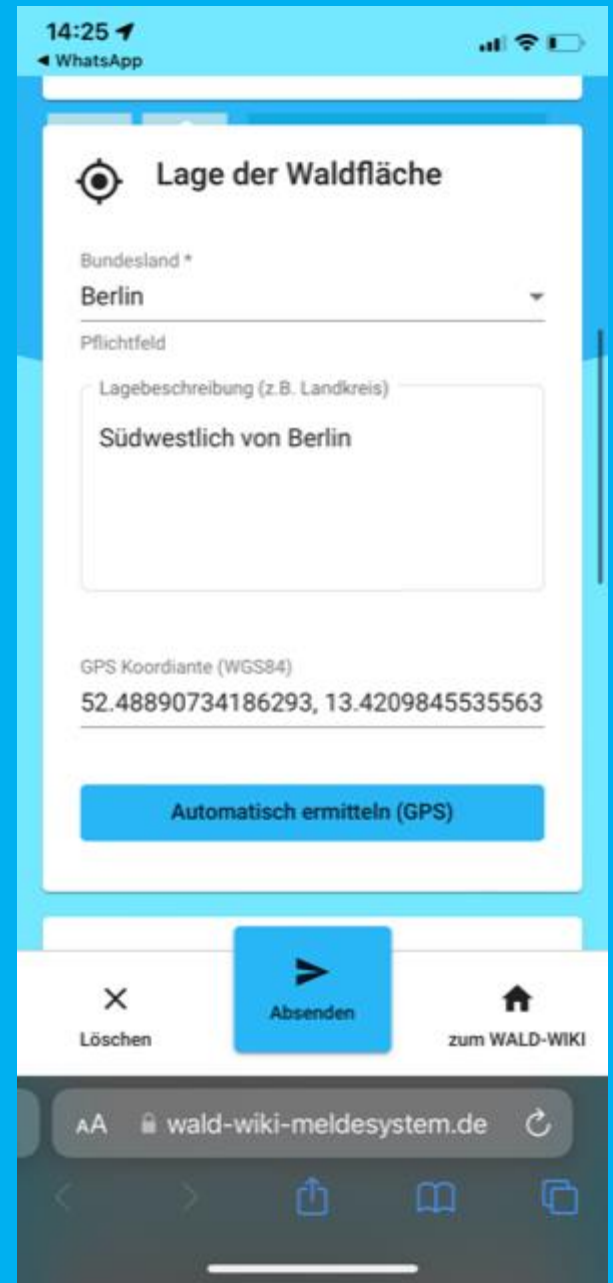 14:25
WhatsApp
Lage der Waldfläche
Bundesland *
Berlin
Pflichtfeld
Lagebeschreibung (z.B. Landkreis)
Südwestlich von Berlin
GPS Koordiante (WGS84)
52.48890734186293, 13.4209845535563
Automatisch ermitteln (GPS)
Löschen
Absenden
zum WALD-WIKI
AA wald-wiki-meldesystem.de